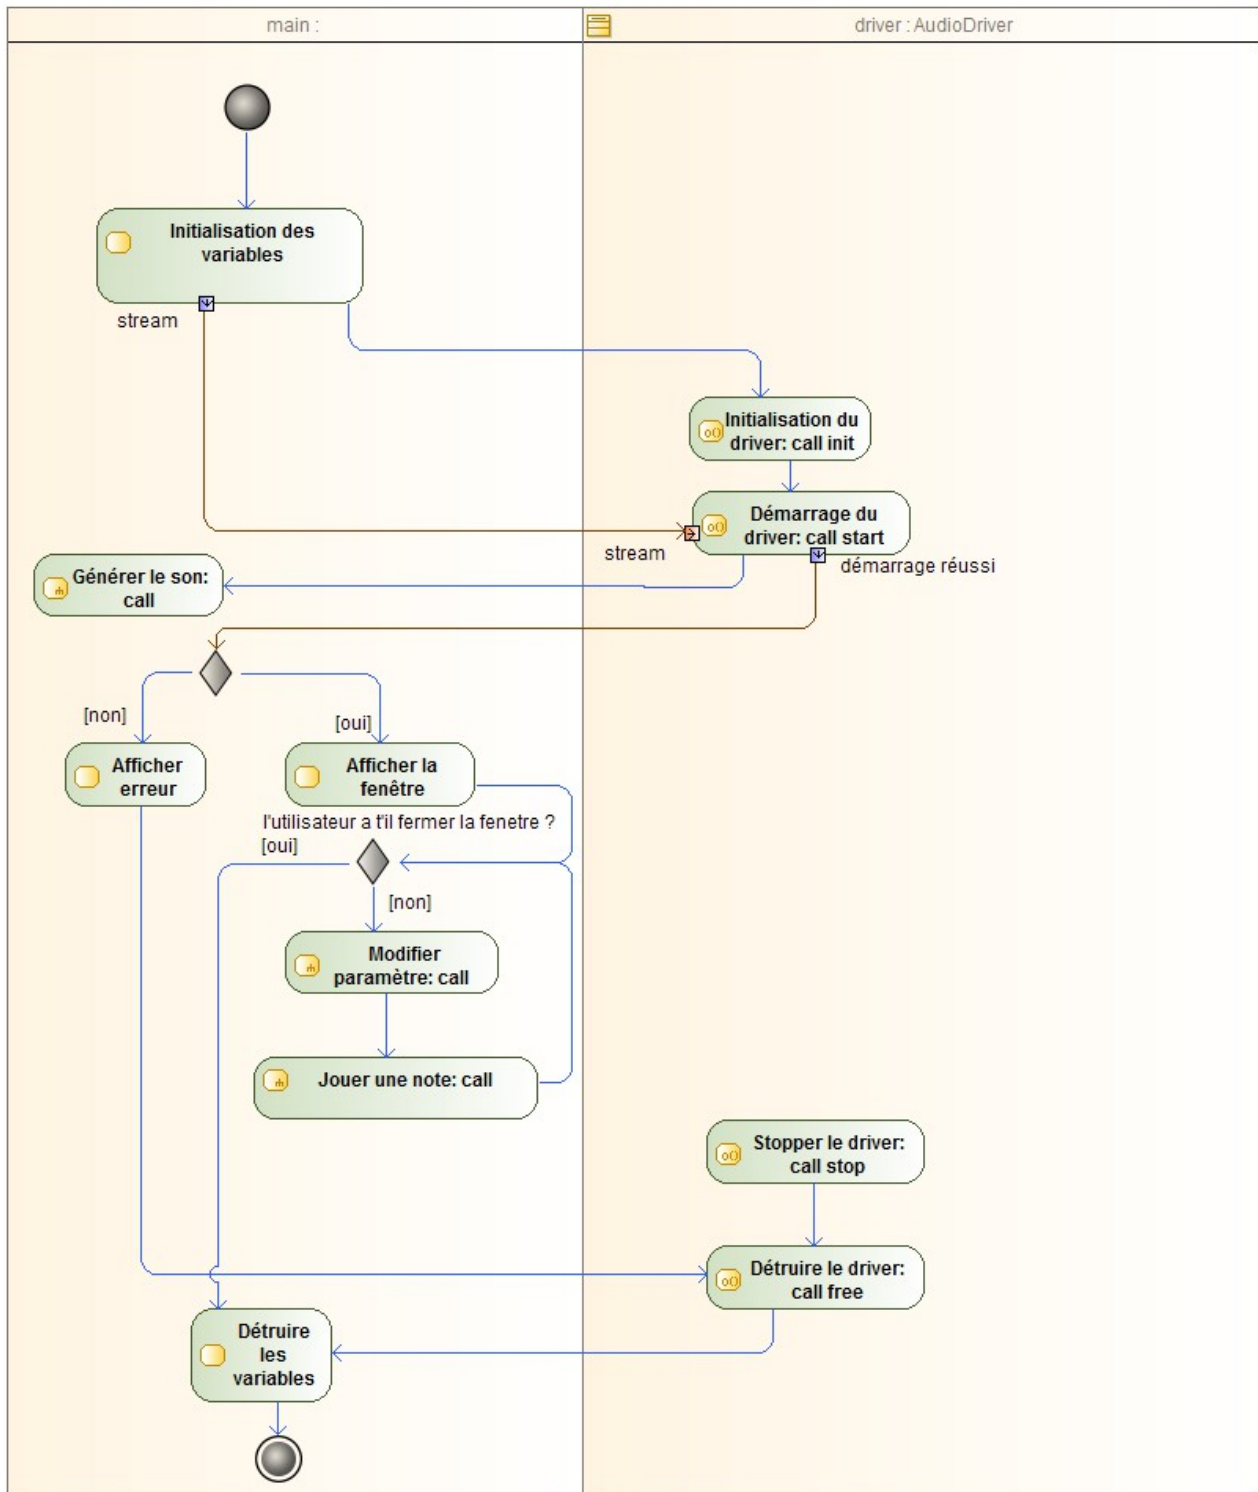 main :
driver : AudioDriver
Initialisation des
variables
stream
Initialisation du
driver: call init
Démarrage du
driver: call start
stream
démarrage réussi
Générer le son:
call
[non]
[oui]
Afficher
erreur
Afficher la
fenêtre
l'utilisateur a t'il fermer la fenetre ?
[oui]
[non]
Modifier
paramètre: call
Jouer une note: call
Stopper le driver:
call stop
Détruire le driver:
call free
Détruire
les
variables